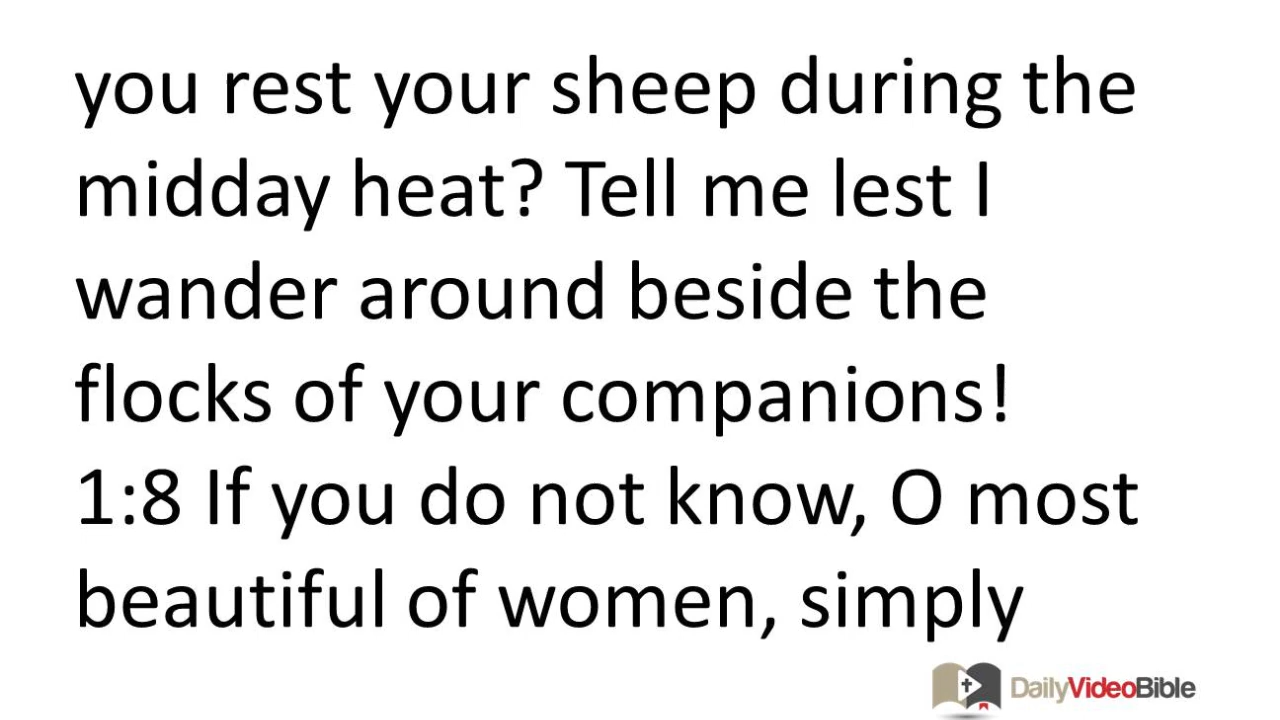 you rest your sheep during the
midday heat? Tell me lest I
wander around beside the
flocks of your companions!
1:8 If you do not know, O most
beautiful of women, simply
DailyVideoBible